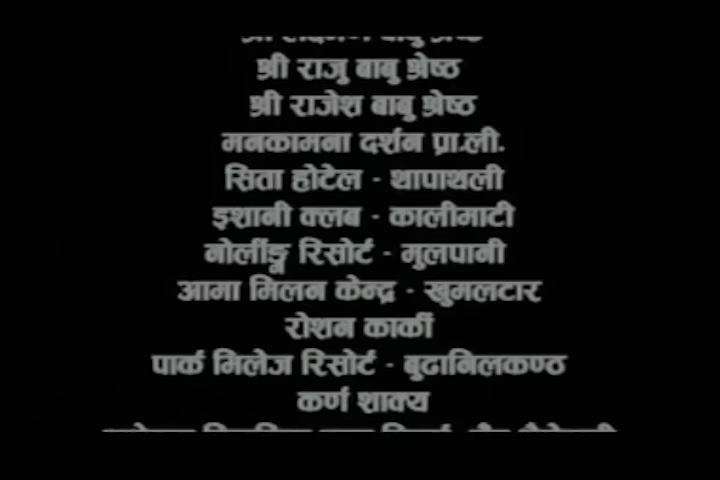 श्री राजु बाबु श्रेष्ठ
श्री राजेश बाबु श्रेष्ठ
मनकामना दर्शन प्रा.ली.
सिता होटेल - थापाथली
इशानी क्लब - कालीमाटी
नोर्लीङ्ग रिसोर्ट - मुलपानी
आमा मिलन केन्द्र - खुमलटार
रोशन कार्की
पार्क भिलेज रिसोर्ट - बुढानिलकण्ठ
कर्ण शाक्य